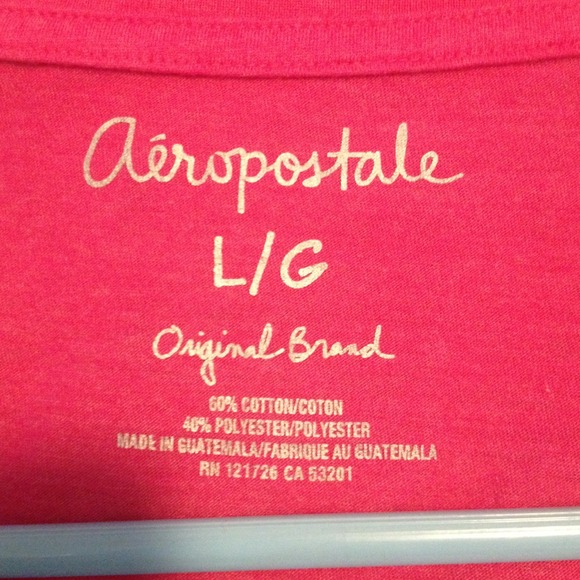 aéropostale
L/G
Original Brand
60% COTTON/COTON
40% POLYESTER/POLYESTER
MADE IN GUATEMALA/FABRIQUE AU GUATEMALA
RN 121726 CA 53201